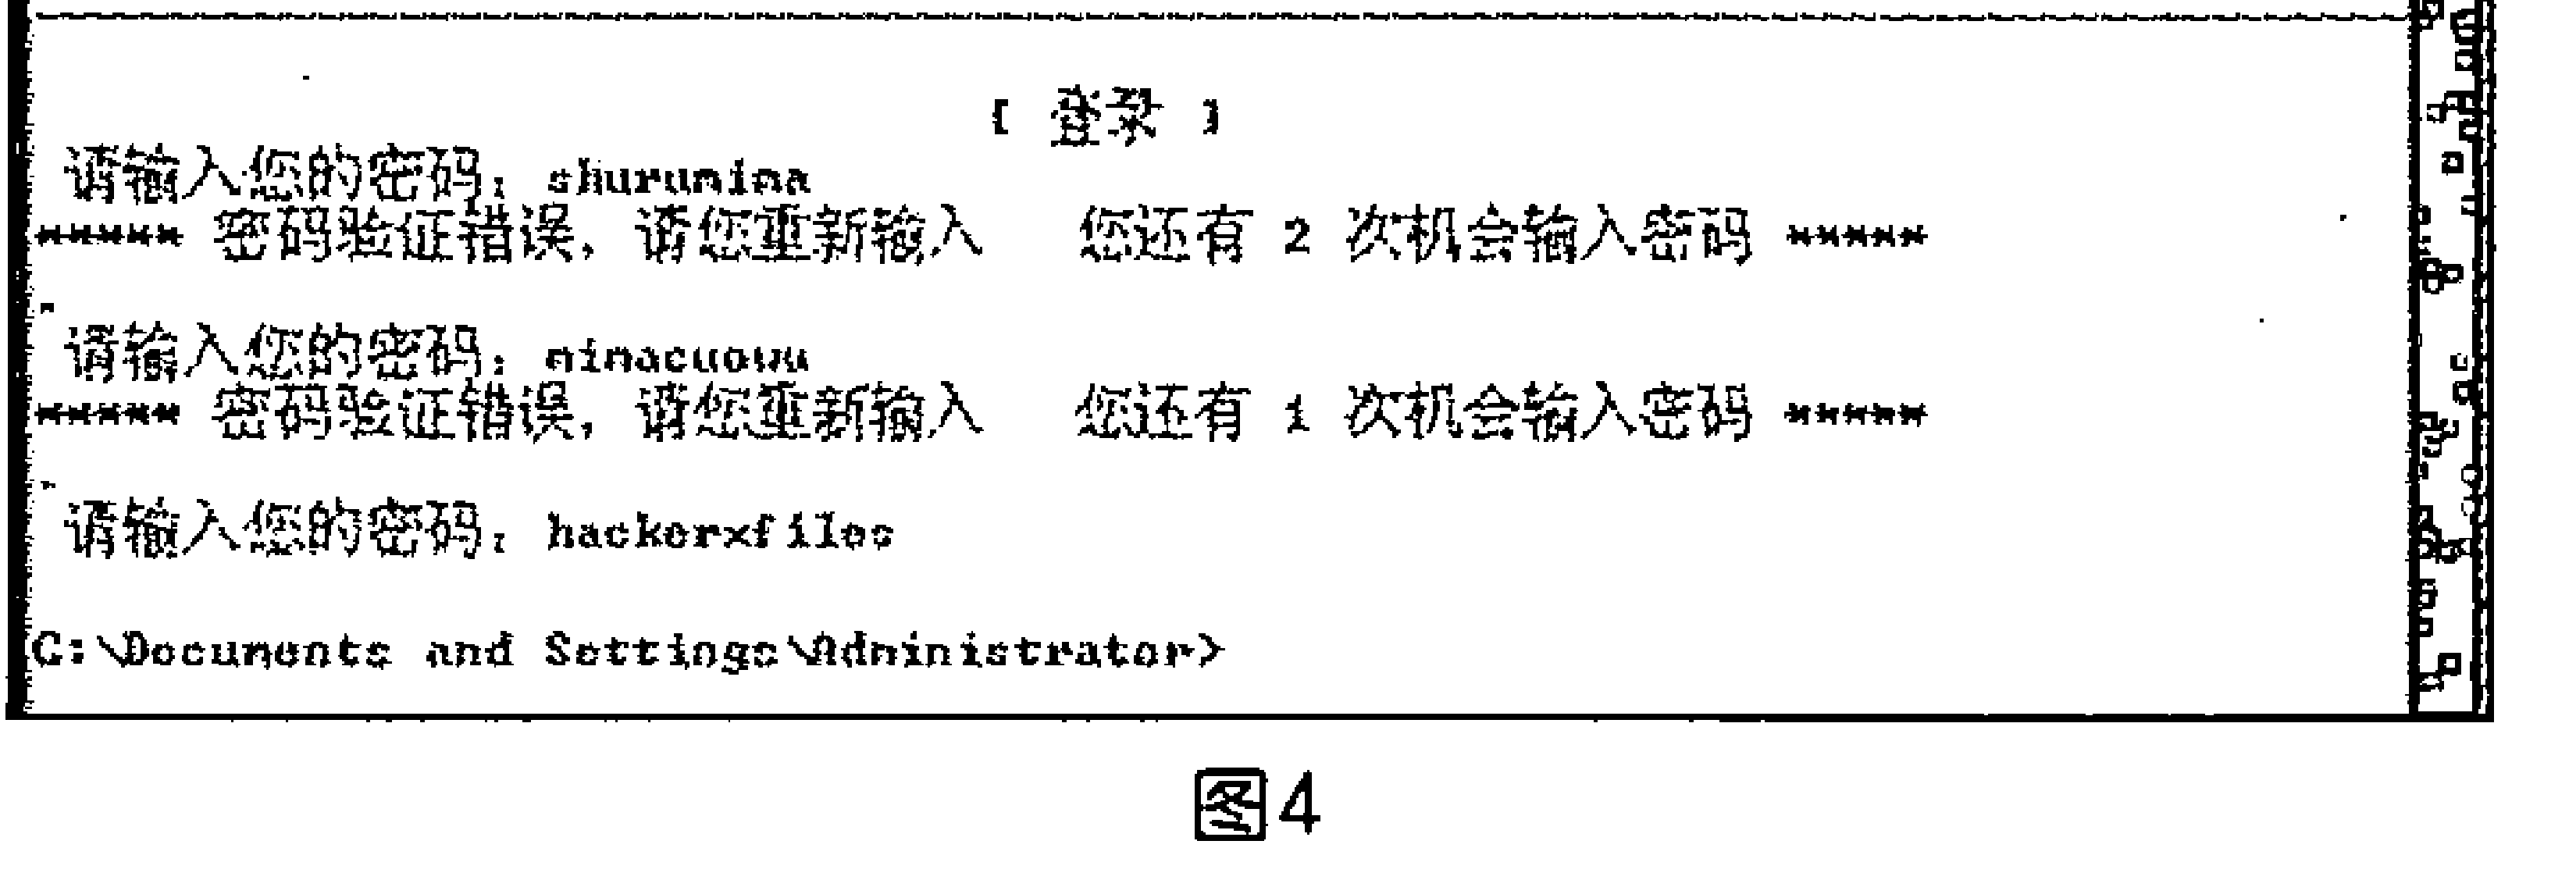 [ 登录 ]
请输入您的密码: shurumima
***** 密码验证错误, 请您重新输入 您还有 2 次机会输入密码 *****
请输入您的密码: mimacuowu
***** 密码验证错误, 请您重新输入 您还有 1 次机会输入密码 *****
请输入您的密码: hackerxfiles
C:\Documents and Settings\Administrator>
图4